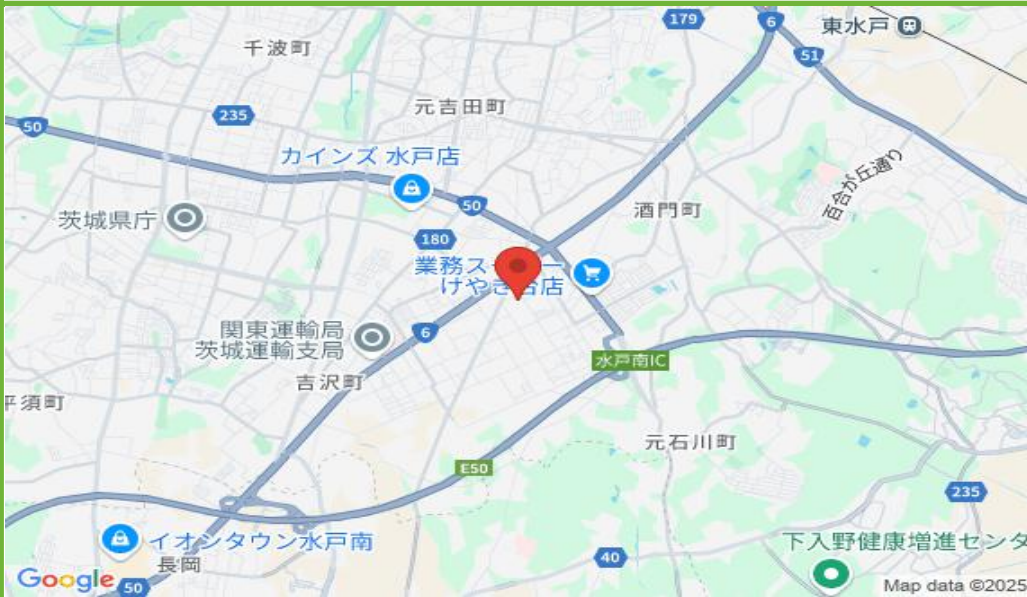 179
6
東水戸
51
千波町
元吉田町
235
50
カインズ 水戸店
百合が丘通り
50
酒門町
茨城県庁
180
業務ス
けやき台店
関東運輸局
茨城運輸支局
6
水戸南IC
吉沢町
平須町
元石川町
E50
235
イオンタウン水戸南
下入野健康増進センタ
長岡
40
Google
50
Map data ©2025